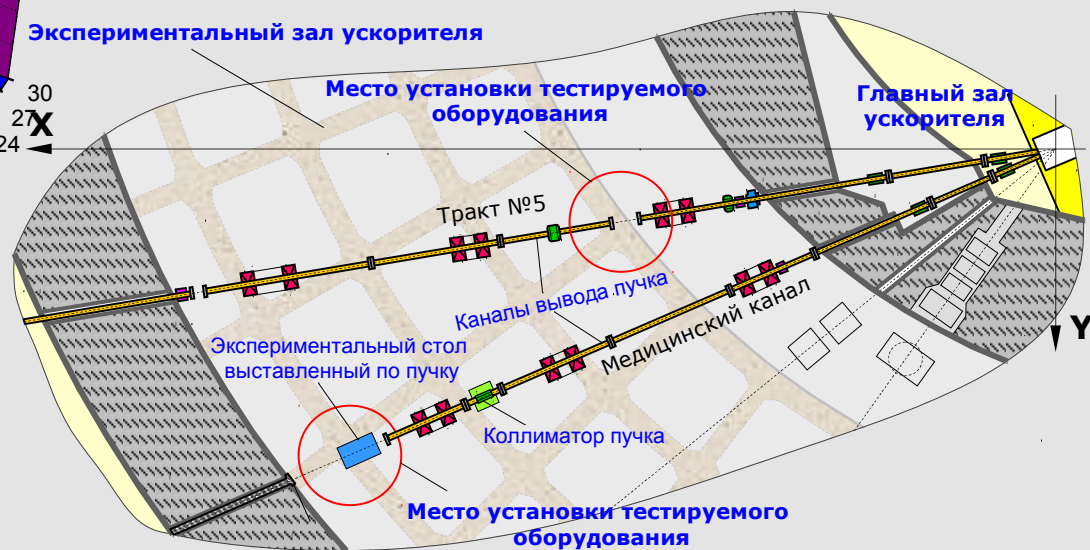 Экспериментальный зал ускорителя
Место установки тестируемого
оборудования
Главный зал
ускорителя
30
27
24
X
Тракт №5
Каналы вывода пучка
Медицинский канал
Y
Экспериментальный стол
выставленный по пучку
Коллиматор пучка
Место установки тестируемого
оборудования